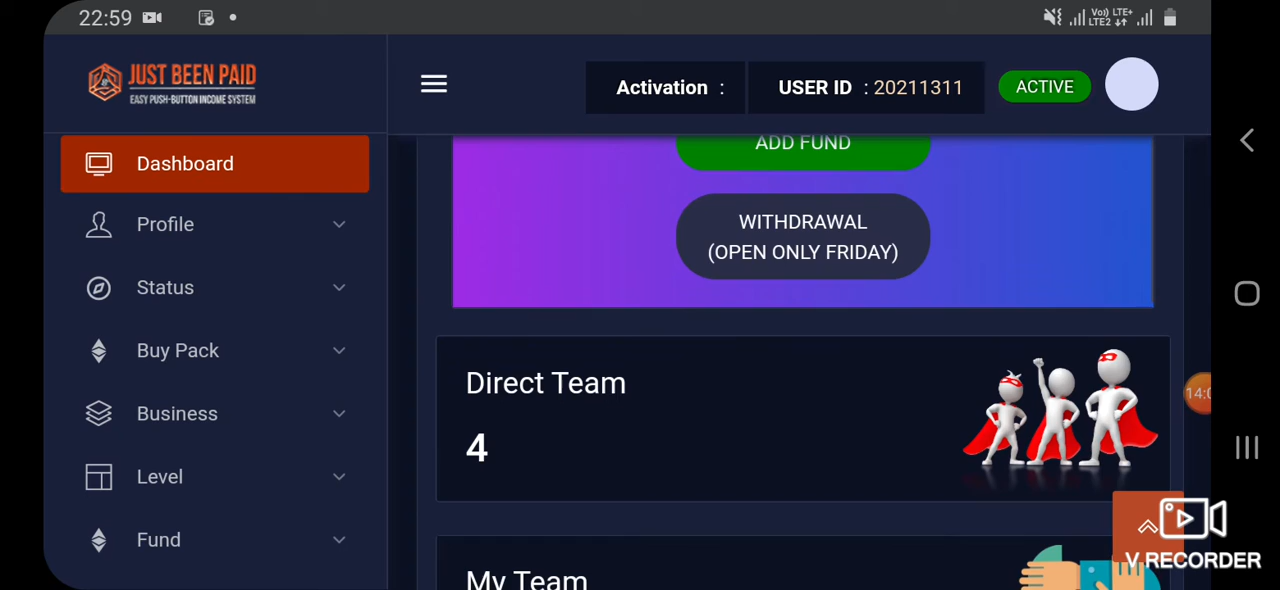 22:59
Vo) LTE+
LTE2
JUST BEEN PAID
EASY PUSH-BUTTON INCOME SYSTEM
Activation :
USER ID : 20211311
ACTIVE
Dashboard
Profile
Status
Buy Pack
Business
Level
Fund
ADD FUND
WITHDRAWAL
(OPEN ONLY FRIDAY)
Direct Team
4
My Team
V RECORDER